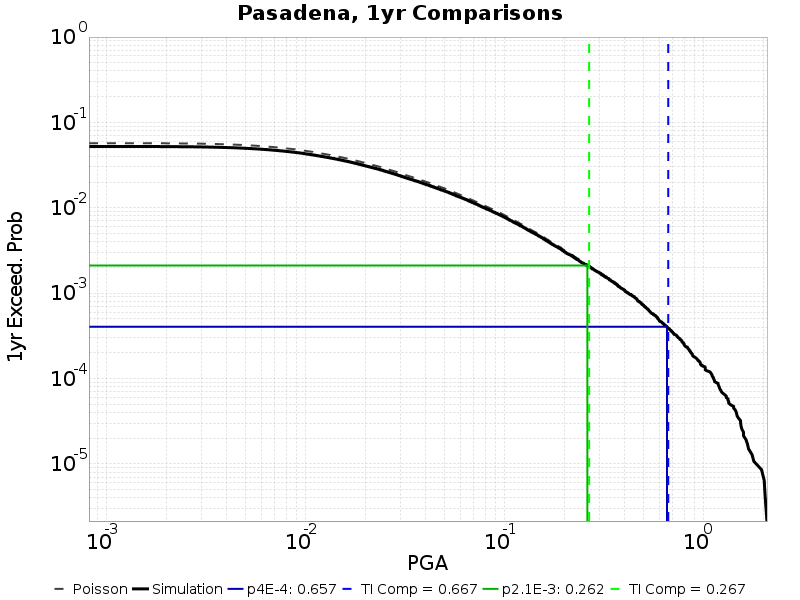 Pasadena, 1yr Comparisons
10^0
10^-1
10^-2
10^-3
10^-4
10^-5
1yr Exceed. Prob
10^-3 10^-2 10^-1 10^0
PGA
Poisson Simulation p4E-4: 0.657 TI Comp = 0.667 p2.1E-3: 0.262 TI Comp = 0.267